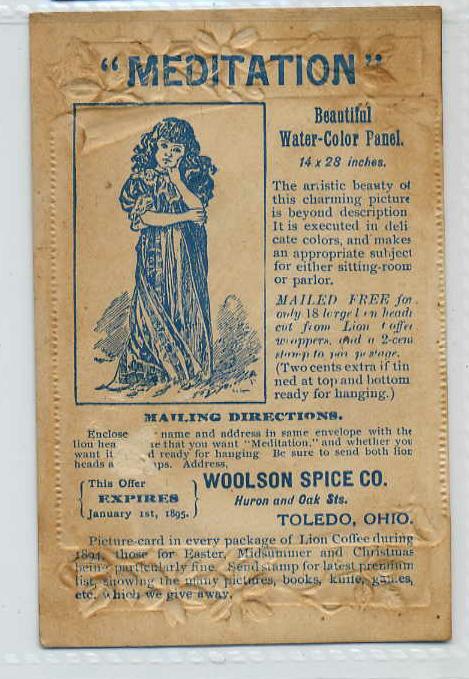 "MEDITATION"
Beautiful
Water-Color Panel.
14 x 28 inches.
The artistic beauty of
this charming picture
is beyond description
It is executed in deli
cate colors, and makes
an appropriate subject
for either sitting-room
or parlor.
MAILED FREE for
only 18 large Lion heads
cut from Lion Coffee
wrappers, and a 2-cent
stamp to pay postage.
(Two cents extra if tin
ned at top and bottom
ready for hanging.)
MAILING DIRECTIONS.
Enclose name and address in same envelope with the
lion that you want "Meditation," and whether you
want it ready for hanging Be sure to send both lion
heads Address,
This Offer
EXPIRES
January 1st, 1895.
WOOLSON SPICE CO.
Huron and Oak Sts.
TOLEDO, OHIO.
Picture-card in every package of Lion Coffee during
1894, those for Easter, Midsummer and Christmas
being particularly fine. Send stamp for latest premium
list, showing the many pictures, books, knife, games,
etc. which we give away.